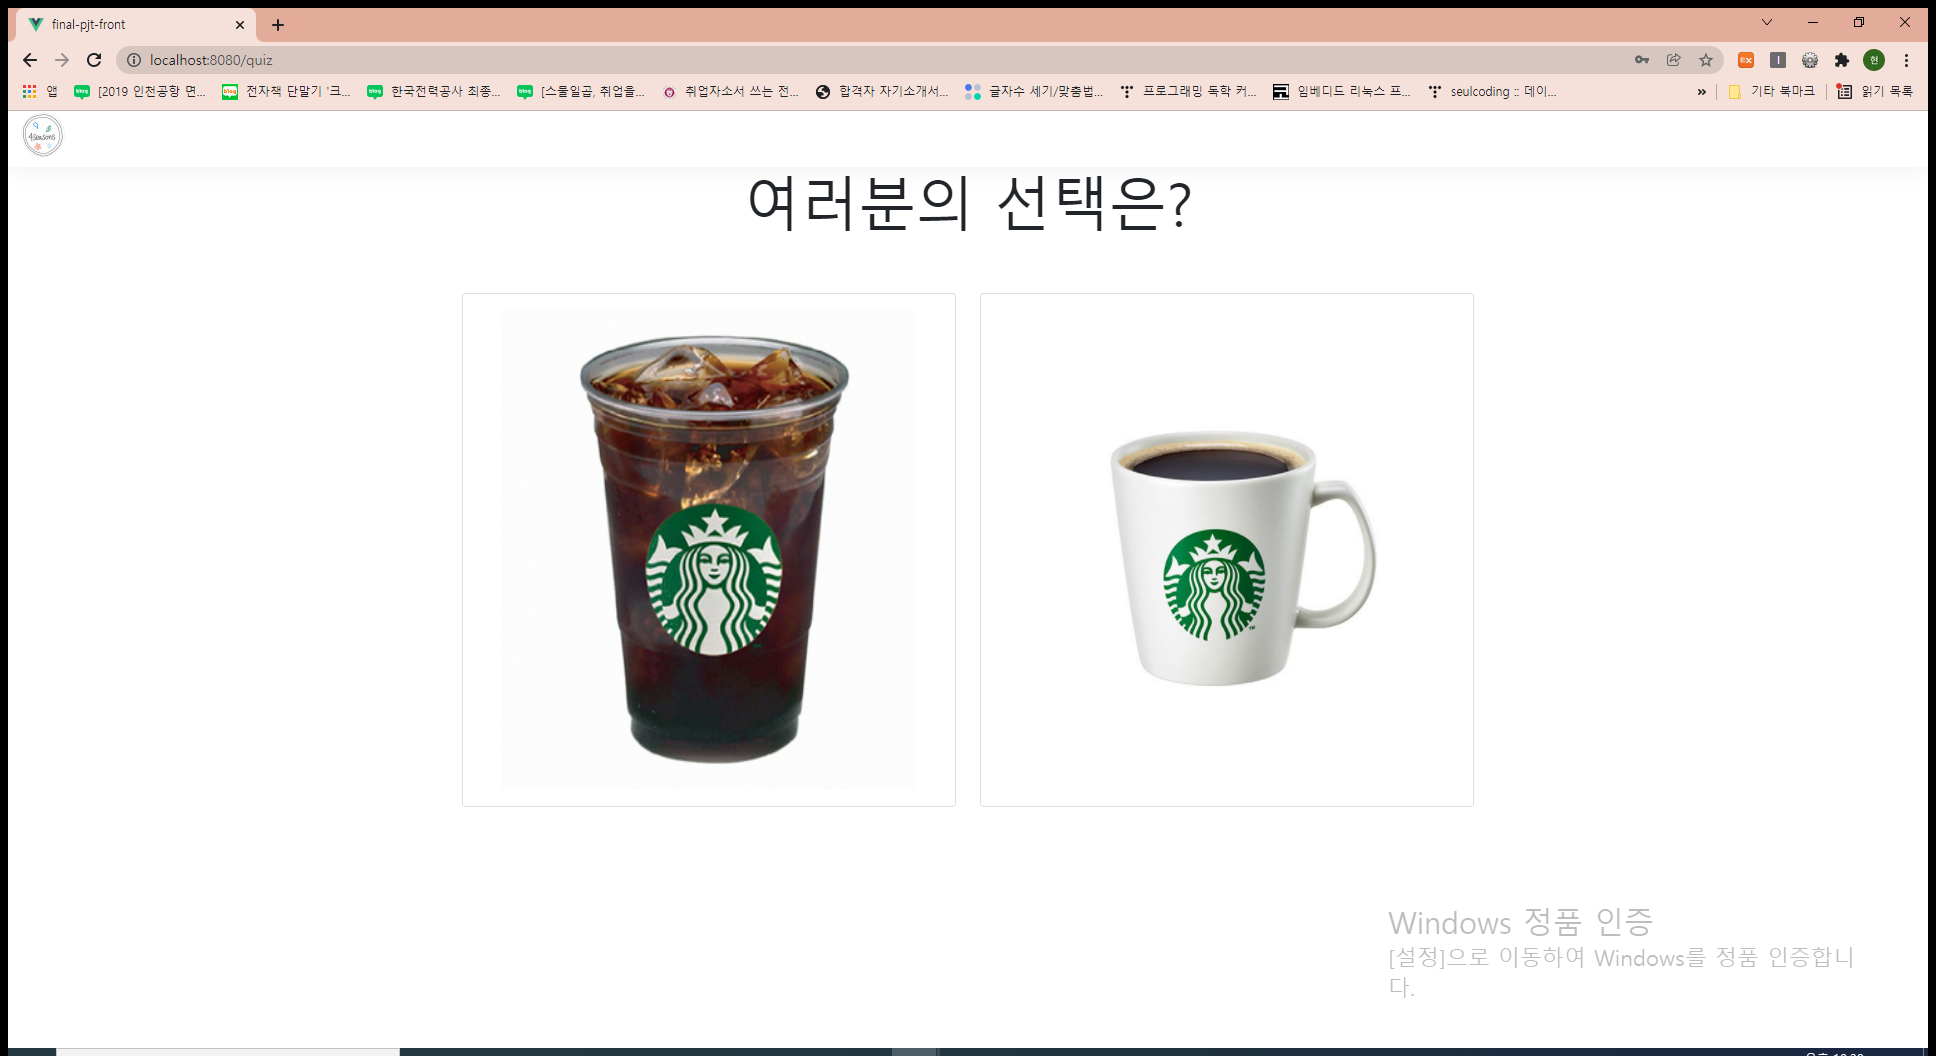 final-pjt-front
localhost:8080/quiz
앱 [2019 인천공항 면... 전자책 단말기 '크... 한국전력공사 최종... [스물일곱, 취업을... 취업자소서 쓰는 전... 합격자 자기소개서... 글자수 세기/맞춤법... 프로그래밍 독학 커... 임베디드 리눅스 프... seulcoding :: 데이... » 기타 북마크 읽기 목록
4seasons
여러분의 선택은?
Windows 정품 인증
[설정]으로 이동하여 Windows를 정품 인증합니
다.